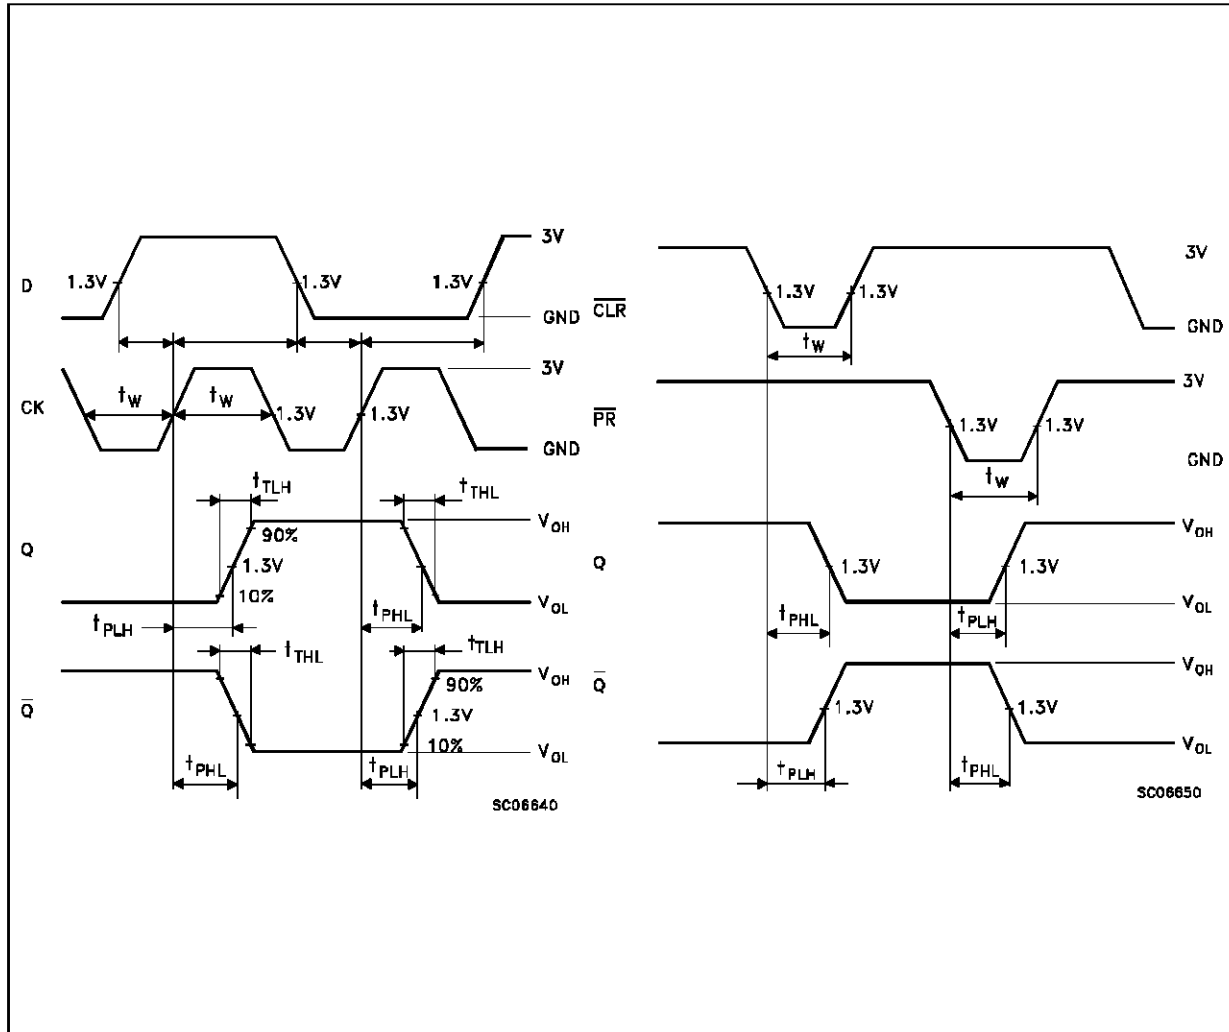 3V
D
1.3V
1.3V
1.3V
GND
CK
tW
tW
3V
1.3V
1.3V
GND
tTLH
tTHL
Q
90%
1.3V
10%
VOH
VOL
tPLH
tPHL
tTHL
tTLH
Q̅
90%
1.3V
10%
VOH
VOL
tPHL
tPLH
SC06640
3V
C̅L̅R̅
1.3V
1.3V
GND
tW
3V
P̅R̅
1.3V
1.3V
GND
tW
Q
1.3V
1.3V
VOH
VOL
tPHL
tPLH
Q̅
1.3V
1.3V
VOH
VOL
tPLH
tPHL
SC06650